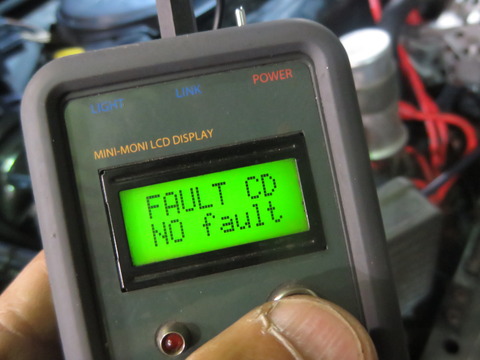 LIGHT LINK POWER
MINI-MONI LCD DISPLAY
FAULT CD
NO fault